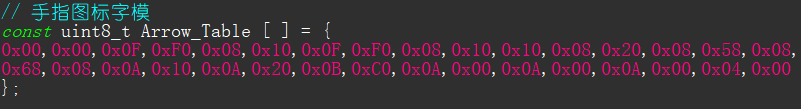 // 手指图标字模
const uint8_t Arrow_Table [ ] = {
0x00,0x00,0x0F,0xF0,0x08,0x10,0x0F,0xF0,0x08,0x10,0x10,0x08,0x20,0x08,0x58,0x08,
0x68,0x08,0x0A,0x10,0x0A,0x20,0x0B,0xC0,0x0A,0x00,0x0A,0x00,0x0A,0x00,0x04,0x00
};